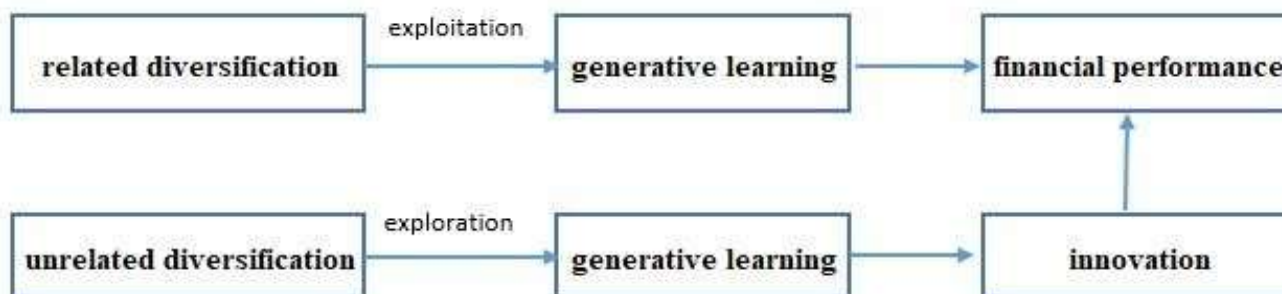 exploitation
related diversification
generative learning
financial performance
exploration
unrelated diversification
generative learning
innovation